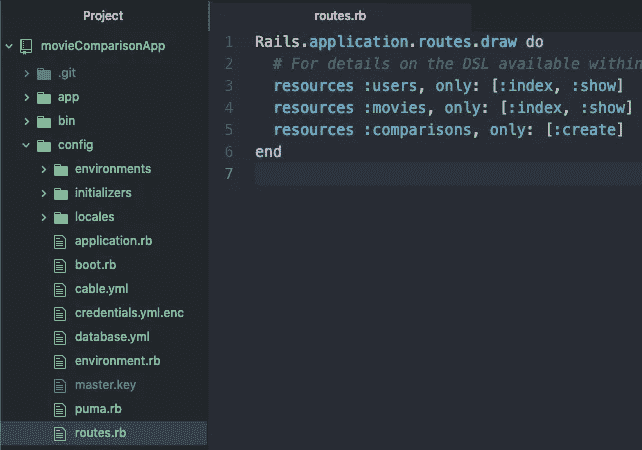 Project
movieComparisonApp
.git
app
bin
config
environments
initializers
locales
application.rb
boot.rb
cable.yml
credentials.yml.enc
database.yml
environment.rb
master.key
puma.rb
routes.rb
routes.rb
1 Rails.application.routes.draw do
2 # For details on the DSL available within
3 resources :users, only: [:index, :show]
4 resources :movies, only: [:index, :show]
5 resources :comparisons, only: [:create]
6 end
7